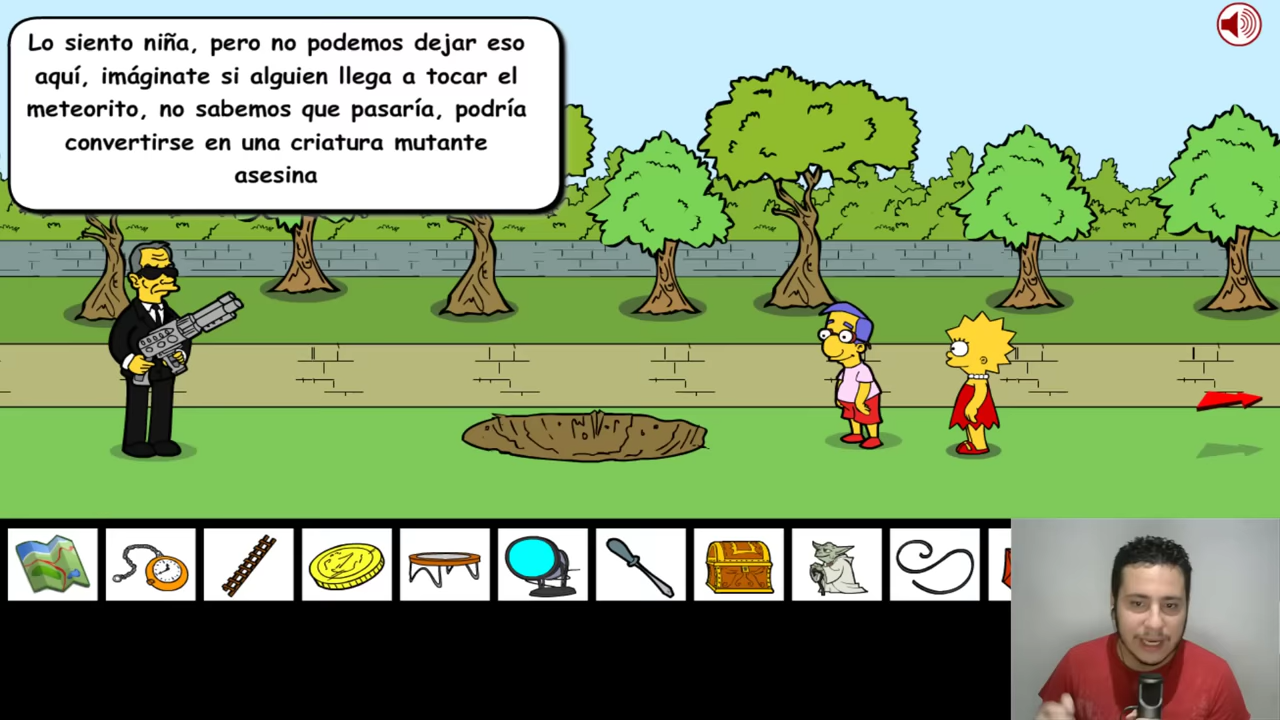 Lo siento niña, pero no podemos dejar eso
aquí, imáginate si alguien llega a tocar el
meteorito, no sabemos que pasaría, podría
convertirse en una criatura mutante
asesina